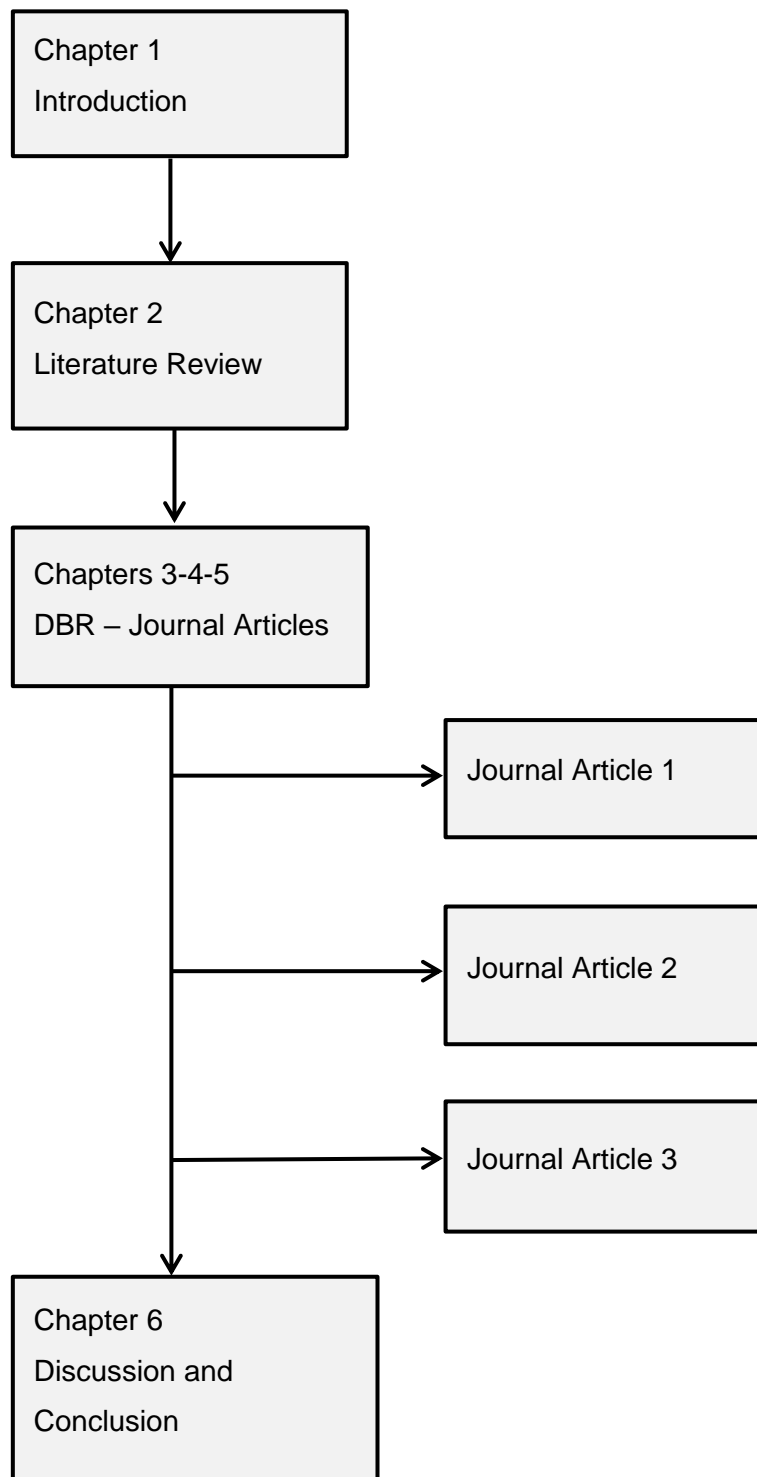 Chapter 1
Introduction
Chapter 2
Literature Review
Chapters 3-4-5
DBR – Journal Articles
Journal Article 1
Journal Article 2
Journal Article 3
Chapter 6
Discussion and
Conclusion